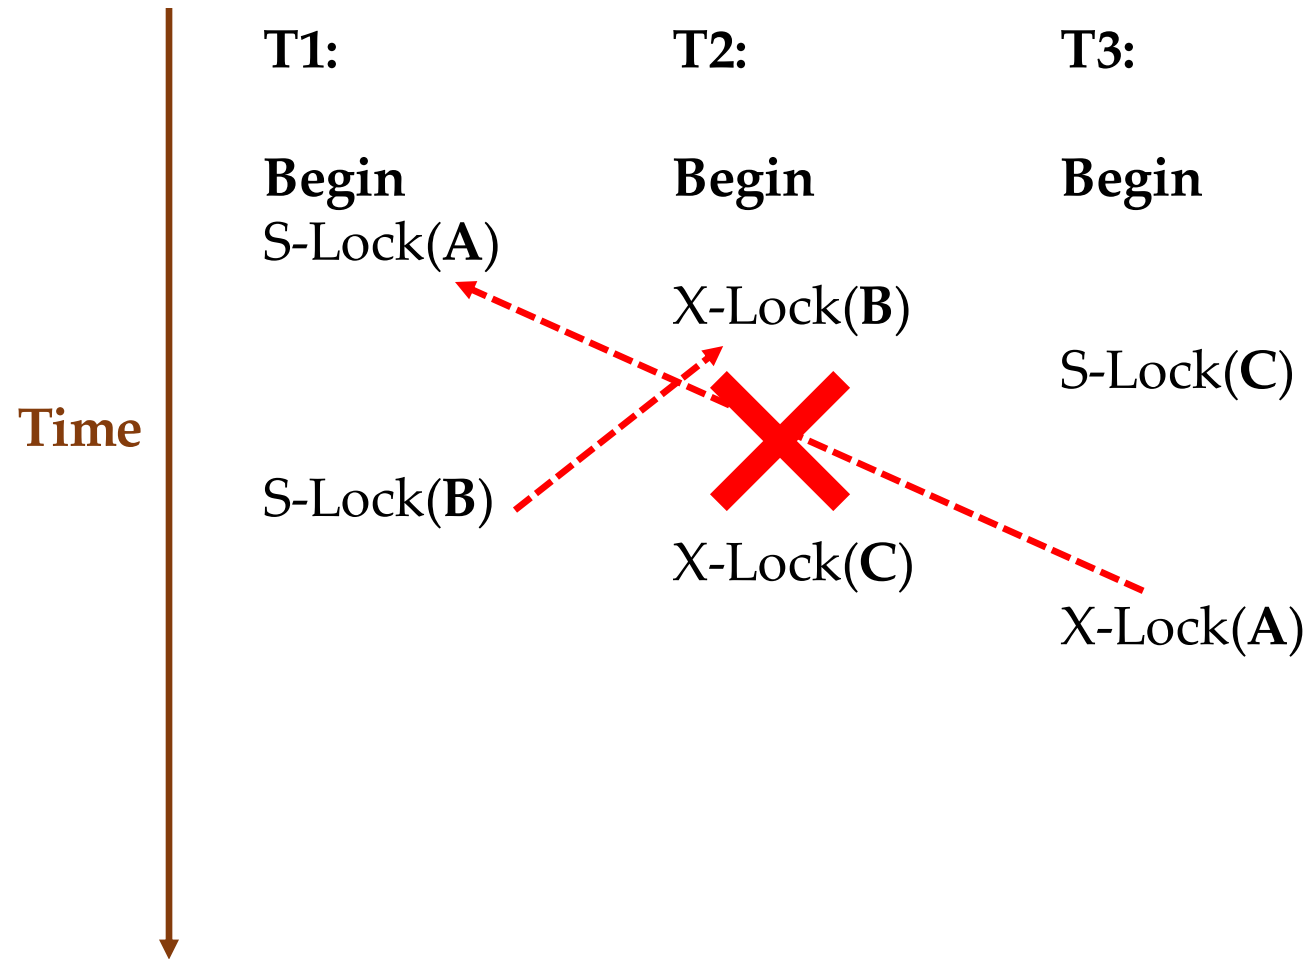 T1:
T2:
T3:
Begin
Begin
Begin
S-Lock(A)
X-Lock(B)
S-Lock(C)
Time
S-Lock(B)
X-Lock(C)
X-Lock(A)